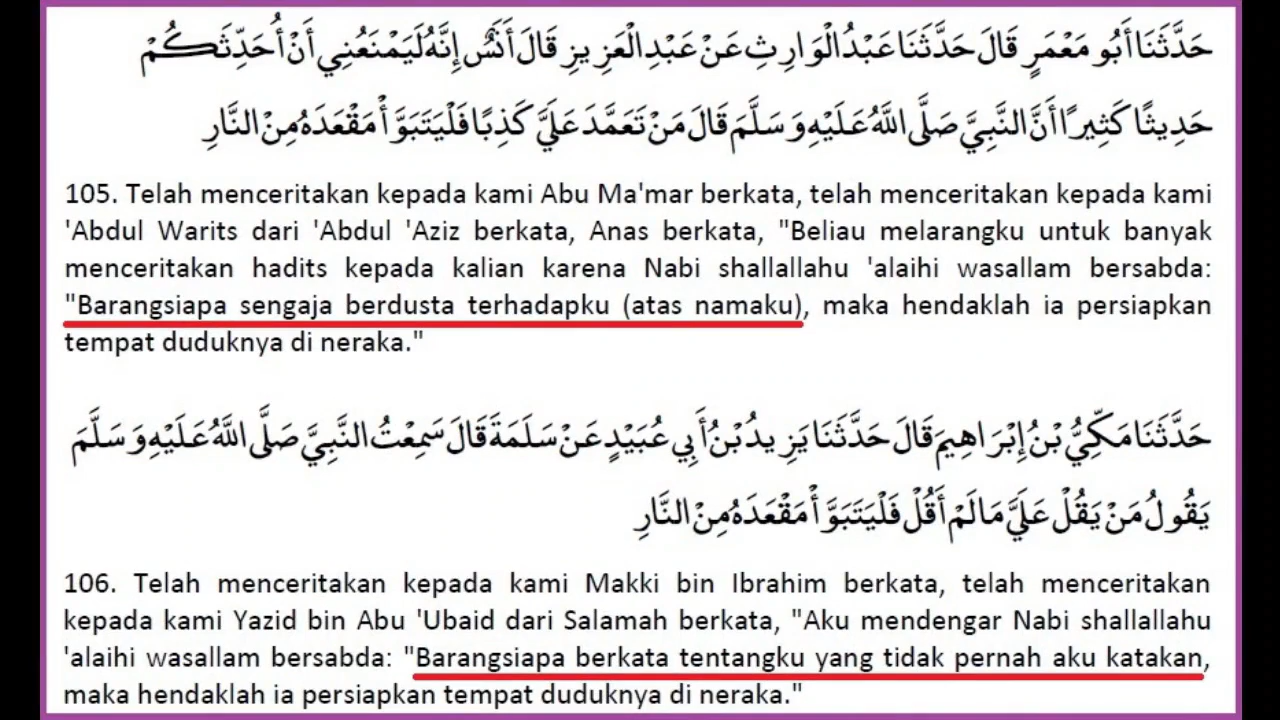 حَدَّثَنَا أَبُو مَعْمَرٍ قَالَ حَدَّثَنَا عَبْدُ الْوَارِثِ عَنْ عَبْدِ الْعَزِيزِ قَالَ أَنَسٌ إِنَّهُ لَيَمْنَعُنِي أَنْ أُحَدِّثَكُمْ
حَدِيثًا كَثِيرًا أَنَّ النَّبِيَّ صَلَّى اللَّهُ عَلَيْهِ وَسَلَّمَ قَالَ مَنْ تَعَمَّدَ عَلَيَّ كَذِبًا فَلْيَتَبَوَّأْ مَقْعَدَهُ مِنْ النَّارِ
105. Telah menceritakan kepada kami Abu Ma'mar berkata, telah menceritakan kepada kami
'Abdul Warits dari 'Abdul 'Aziz berkata, Anas berkata, "Beliau melarangku untuk banyak
menceritakan hadits kepada kalian karena Nabi shallallahu 'alaihi wasallam bersabda:
"Barangsiapa sengaja berdusta terhadapku (atas namaku), maka hendaklah ia persiapkan
tempat duduknya di neraka."
حَدَّثَنَا مَكِّيُّ بْنُ إِبْرَاهِيمَ قَالَ حَدَّثَنَا يَزِيدُ بْنُ أَبِي عُبَيْدٍ عَنْ سَلَمَةَ قَالَ سَمِعْتُ النَّبِيَّ صَلَّى اللَّهُ عَلَيْهِ وَسَلَّمَ
يَقُولُ مَنْ يَقُلْ عَلَيَّ مَا لَمْ أَقُلْ فَلْيَتَبَوَّأْ مَقْعَدَهُ مِنْ النَّارِ
106. Telah menceritakan kepada kami Makki bin Ibrahim berkata, telah menceritakan
kepada kami Yazid bin Abu 'Ubaid dari Salamah berkata, "Aku mendengar Nabi shallallahu
'alaihi wasallam bersabda: "Barangsiapa berkata tentangku yang tidak pernah aku katakan,
maka hendaklah ia persiapkan tempat duduknya di neraka."